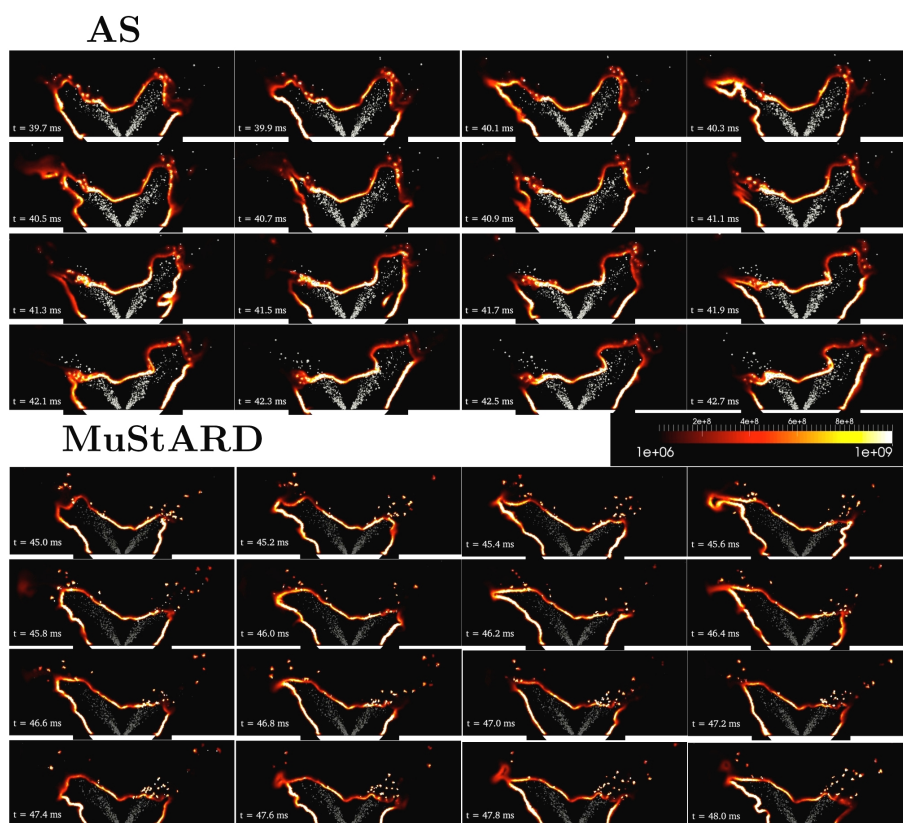 AS
t = 39.7 ms t = 39.9 ms t = 40.1 ms t = 40.3 ms
t = 40.5 ms t = 40.7 ms t = 40.9 ms t = 41.1 ms
t = 41.3 ms t = 41.5 ms t = 41.7 ms t = 41.9 ms
t = 42.1 ms t = 42.3 ms t = 42.5 ms t = 42.7 ms
MuStARD
2e+8 4e+8 6e+8 8e+8
1e+06 1e+09
t = 45.0 ms t = 45.2 ms t = 45.4 ms t = 45.6 ms
t = 45.8 ms t = 46.0 ms t = 46.2 ms t = 46.4 ms
t = 46.6 ms t = 46.8 ms t = 47.0 ms t = 47.2 ms
t = 47.4 ms t = 47.6 ms t = 47.8 ms t = 48.0 ms